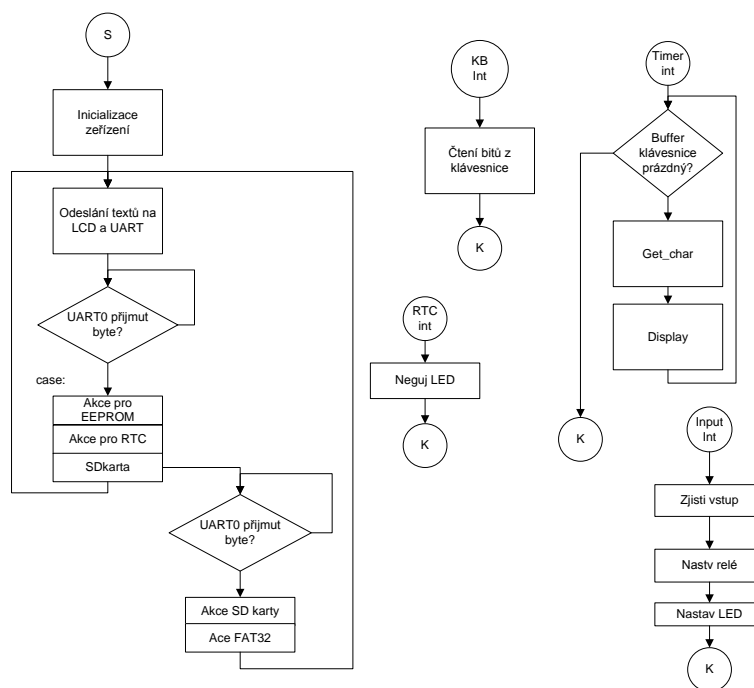 S
Inicializace
zeřízení
Odeslání textů na
LCD a UART
UART0 přijmut
byte?
case:
Akce pro
EEPROM
Akce pro RTC
SDkarta
UART0 přijmut
byte?
Akce SD karty
Ace FAT32
KB
Int
Čtení bitů z
klávesnice
K
RTC
int
Neguj LED
K
Timer
int
Buffer
klávesnice
prázdný?
Get_char
Display
K
Input
Int
Zjisti vstup
Nastv relé
Nastav LED
K